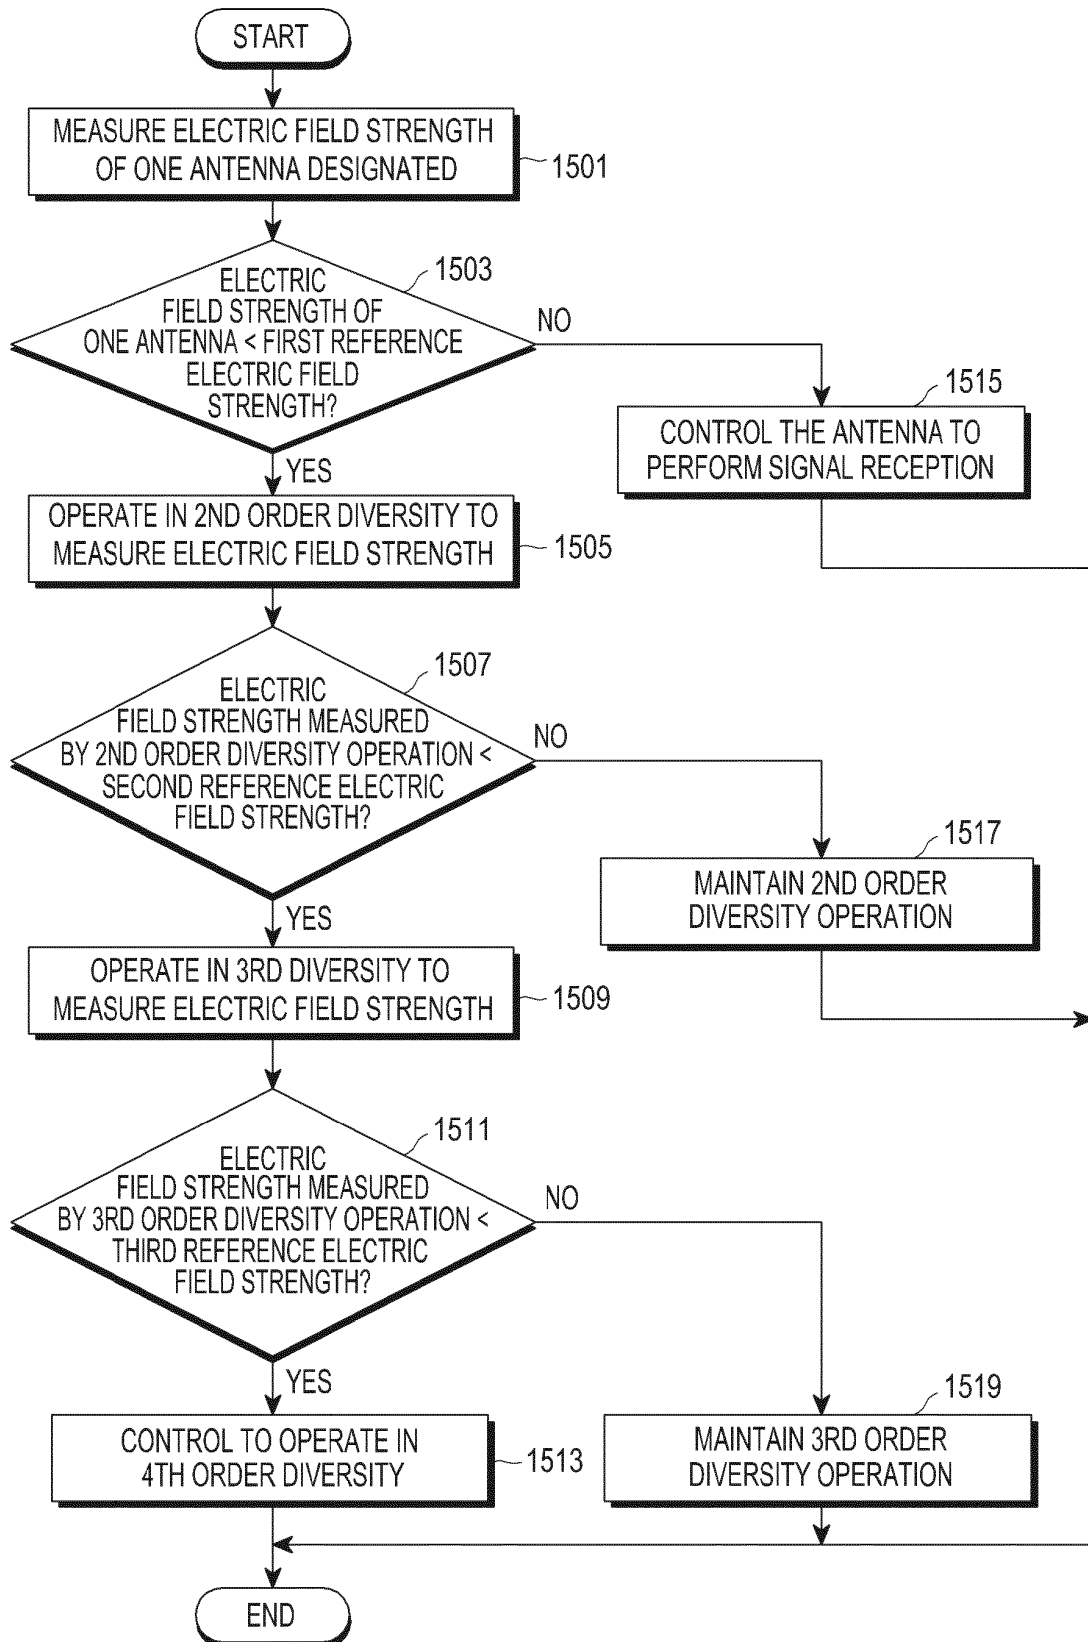 START
MEASURE ELECTRIC FIELD STRENGTH
OF ONE ANTENNA DESIGNATED
1501
1503
ELECTRIC
FIELD STRENGTH OF
ONE ANTENNA < FIRST REFERENCE
ELECTRIC FIELD
STRENGTH?
NO
YES
1515
CONTROL THE ANTENNA TO
PERFORM SIGNAL RECEPTION
OPERATE IN 2ND ORDER DIVERSITY TO
MEASURE ELECTRIC FIELD STRENGTH
1505
1507
ELECTRIC
FIELD STRENGTH MEASURED
BY 2ND ORDER DIVERSITY OPERATION <
SECOND REFERENCE ELECTRIC
FIELD STRENGTH?
NO
YES
1517
MAINTAIN 2ND ORDER
DIVERSITY OPERATION
OPERATE IN 3RD DIVERSITY TO
MEASURE ELECTRIC FIELD STRENGTH
1509
1511
ELECTRIC
FIELD STRENGTH MEASURED
BY 3RD ORDER DIVERSITY OPERATION <
THIRD REFERENCE ELECTRIC
FIELD STRENGTH?
NO
YES
1519
CONTROL TO OPERATE IN
4TH ORDER DIVERSITY
1513
MAINTAIN 3RD ORDER
DIVERSITY OPERATION
END